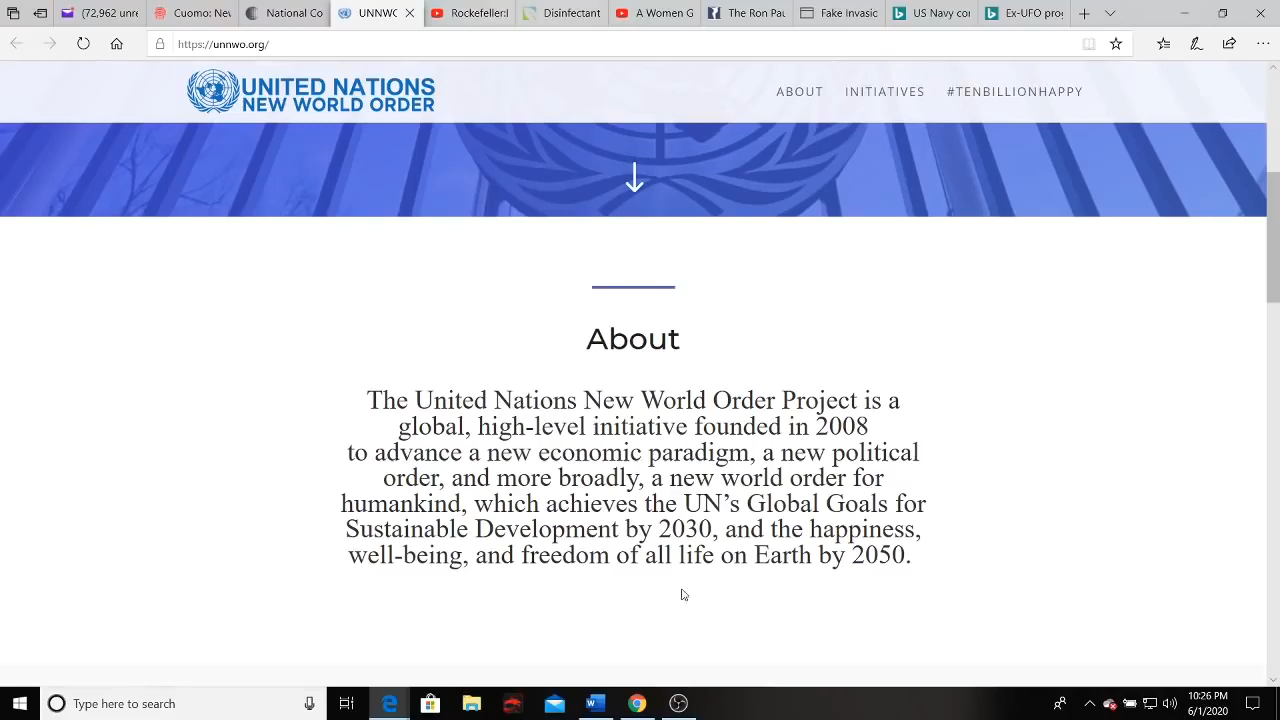 (72,962 unre
Cuomo: Nev
National Co
UNNWO
Rockefellerl
Disinfectant
A Women G
The Ron Pau
Fake Invasio
US Navy cor
Ex-UFO proj
https://unnwo.org/
UNITED NATIONS
NEW WORLD ORDER
ABOUT INITIATIVES #TENBILLIONHAPPY
About
The United Nations New World Order Project is a
global, high-level initiative founded in 2008
to advance a new economic paradigm, a new political
order, and more broadly, a new world order for
humankind, which achieves the UN’s Global Goals for
Sustainable Development by 2030, and the happiness,
well-being, and freedom of all life on Earth by 2050.
Type here to search
10:26 PM
6/1/2020